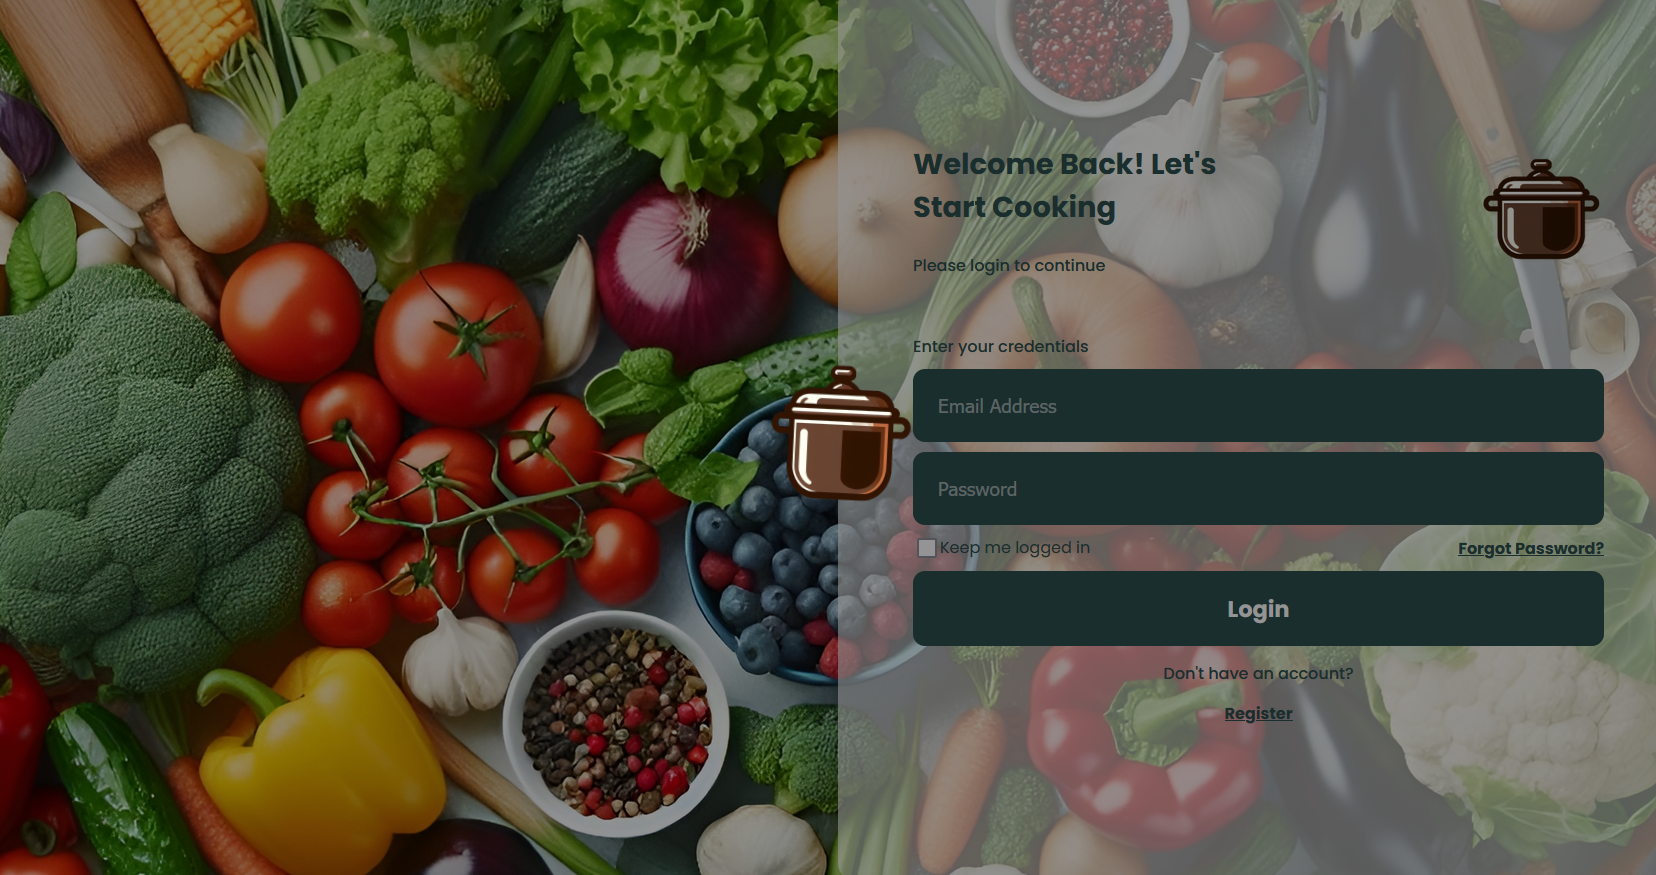 Welcome Back! Let's
Start Cooking
Please login to continue
Enter your credentials
Email Address
Password
Keep me logged in
Forgot Password?
Login
Don't have an account?
Register